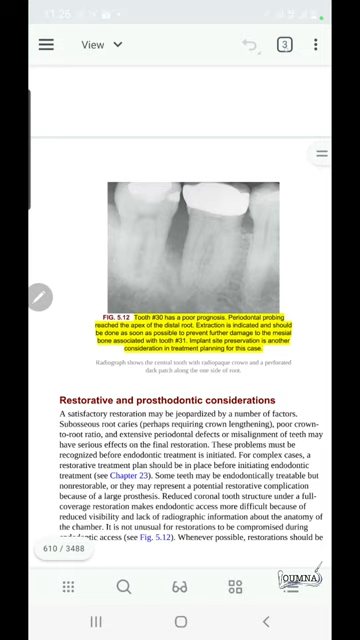 11:26
View
3
FIG. 5.12 Tooth #30 has a poor prognosis. Periodontal probing
reached the apex of the distal root. Extraction is indicated and should
be done as soon as possible to prevent further damage to the mesial
bone associated with tooth #31. Implant site preservation is another
consideration in treatment planning for this case.
Radiograph shows the central tooth with radiopaque crown and a perforated
dark patch along the one side of root.
Restorative and prosthodontic considerations
A satisfactory restoration may be jeopardized by a number of factors.
Subosseous root caries (perhaps requiring crown lengthening), poor crown-
to-root ratio, and extensive periodontal defects or misalignment of teeth may
have serious effects on the final restoration. These problems must be
recognized before endodontic treatment is initiated. For complex cases, a
restorative treatment plan should be in place before initiating endodontic
treatment (see Chapter 23). Some teeth may be endodontically treatable but
nonrestorable, or they may represent a potential restorative complication
because of a large prosthesis. Reduced coronal tooth structure under a full-
coverage restoration makes endodontic access more difficult because of
reduced visibility and lack of radiographic information about the anatomy of
the chamber. It is not unusual for restorations to be compromised during
endodontic access (see Fig. 5.12). Whenever possible, restorations should be
610 / 3488
OUMNA